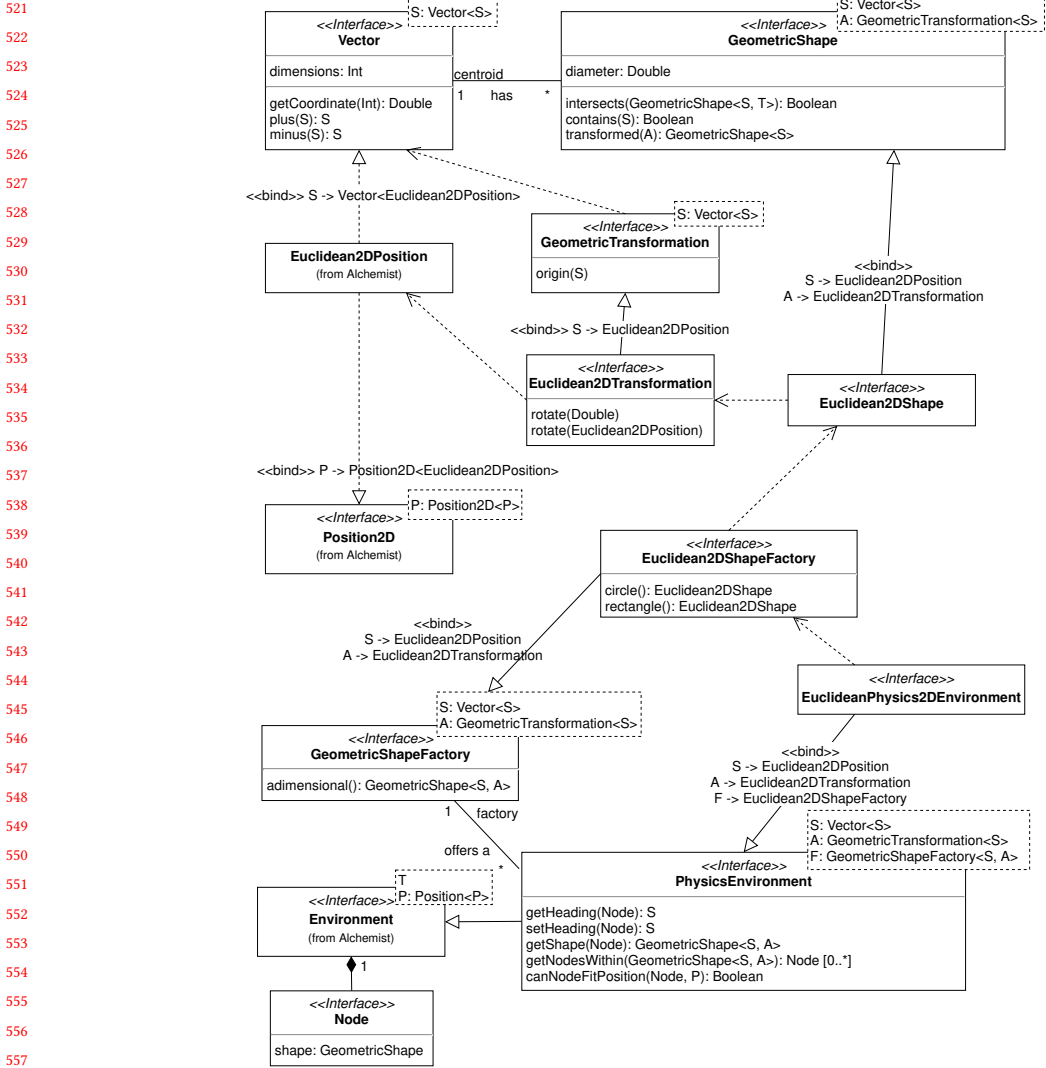 521
522
523
524
525
526
527
528
529
530
531
532
533
534
535
536
537
538
539
540
541
542
543
544
545
546
547
548
549
550
551
552
553
554
555
556
557
S: Vector<S>
<<Interface>>
Vector
dimensions: Int
getCoordinate(Int): Double
plus(S): S
minus(S): S
centroid
1 has *
S: Vector<S>
A: GeometricTransformation<S>
<<Interface>>
GeometricShape
diameter: Double
intersects(GeometricShape<S, T>): Boolean
contains(S): Boolean
transformed(A): GeometricShape<S>
<<bind>> S -> Vector<Euclidean2DPosition>
S: Vector<S>
<<Interface>>
GeometricTransformation
origin(S)
Euclidean2DPosition
(from Alchemist)
<<bind>>
S -> Euclidean2DPosition
A -> Euclidean2DTransformation
<<bind>> S -> Euclidean2DPosition
<<Interface>>
Euclidean2DTransformation
rotate(Double)
rotate(Euclidean2DPosition)
<<Interface>>
Euclidean2DShape
<<bind>> P -> Position2D<Euclidean2DPosition>
P: Position2D<P>
<<Interface>>
Position2D
(from Alchemist)
<<Interface>>
Euclidean2DShapeFactory
circle(): Euclidean2DShape
rectangle(): Euclidean2DShape
<<bind>>
S -> Euclidean2DPosition
A -> Euclidean2DTransformation
<<Interface>>
EuclideanPhysics2DEnvironment
S: Vector<S>
A: GeometricTransformation<S>
<<Interface>>
GeometricShapeFactory
adimensional(): GeometricShape<S, A>
<<bind>>
S -> Euclidean2DPosition
A -> Euclidean2DTransformation
F -> Euclidean2DShapeFactory
1 factory
offers a
*
S: Vector<S>
A: GeometricTransformation<S>
F: GeometricShapeFactory<S, A>
<<Interface>>
PhysicsEnvironment
getHeading(Node): S
setHeading(Node): S
getShape(Node): GeometricShape<S, A>
getNodesWithin(GeometricShape<S, A>): Node [0..*]
canNodeFitPosition(Node, P): Boolean
T
P: Position<P>
<<Interface>>
Environment
(from Alchemist)
1
<<Interface>>
Node
shape: GeometricShape